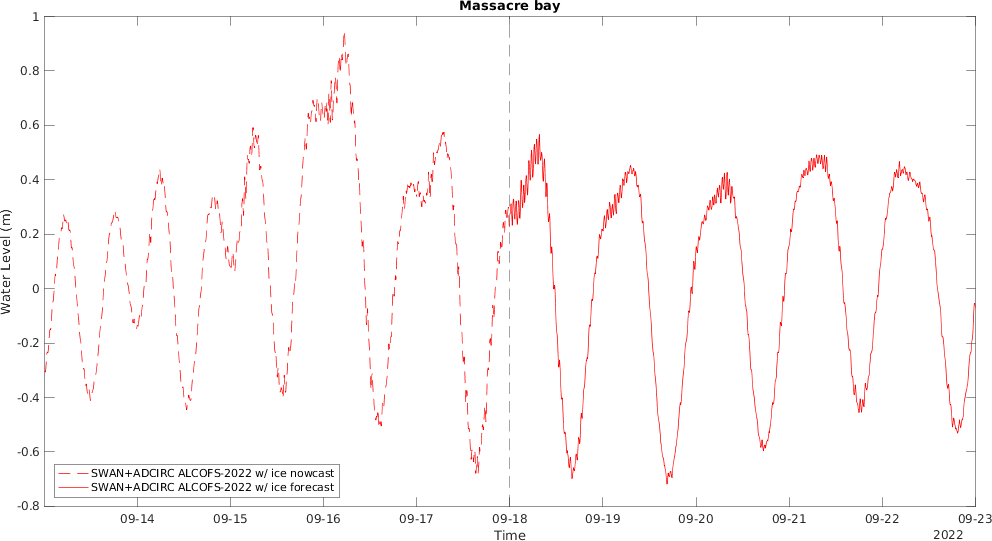 Massacre bay
1
0.8
0.6
0.4
0.2
0
-0.2
-0.4
-0.6
-0.8
Water Level (m)
SWAN+ADCIRC ALCOFS-2022 w/ ice nowcast
SWAN+ADCIRC ALCOFS-2022 w/ ice forecast
09-14 09-15 09-16 09-17 09-18 09-19 09-20 09-21 09-22 09-23
Time
2022